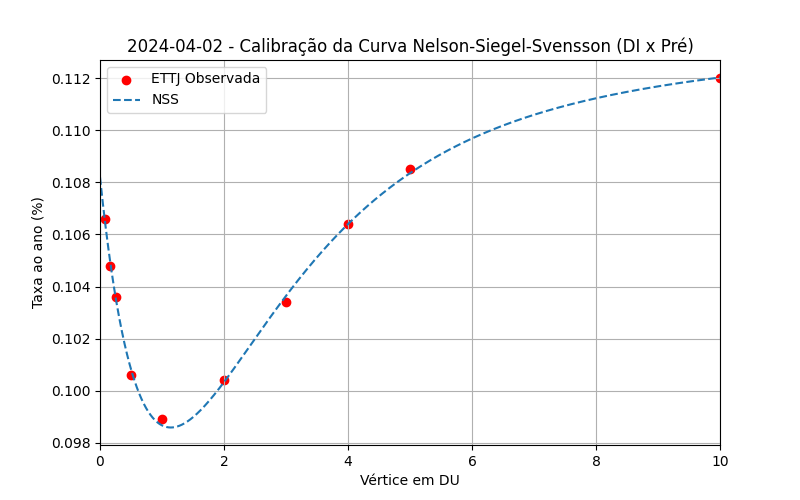 2024-04-02 - Calibração da Curva Nelson-Siegel-Svensson (DI x Pré)
ETTJ Observada
NSS
Taxa ao ano (%)
0.112
0.110
0.108
0.106
0.104
0.102
0.100
0.098
0
2
4
6
8
10
Vértice em DU